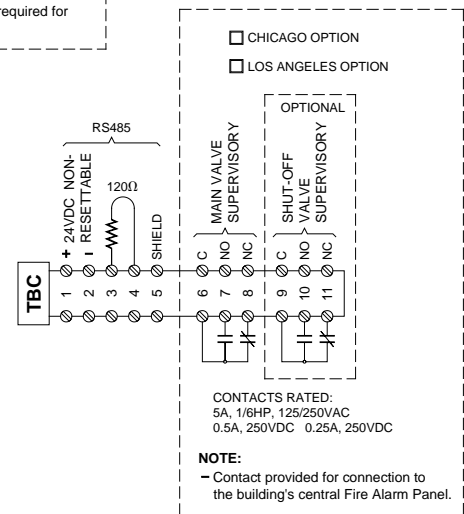 required for
CHICAGO OPTION
LOS ANGELES OPTION
OPTIONAL
RS485
+ 24VDC NON-
– RESETTABLE
120Ω
SHIELD
MAIN VALVE
SUPERVISORY
SHUT-OFF
VALVE
SUPERVISORY
C
NO
NC
C
NO
NC
TBC
1 2 3 4 5 6 7 8 9 10 11
CONTACTS RATED:
5A, 1/6HP, 125/250VAC
0.5A, 250VDC 0.25A, 250VDC
NOTE:
– Contact provided for connection to
the building's central Fire Alarm Panel.